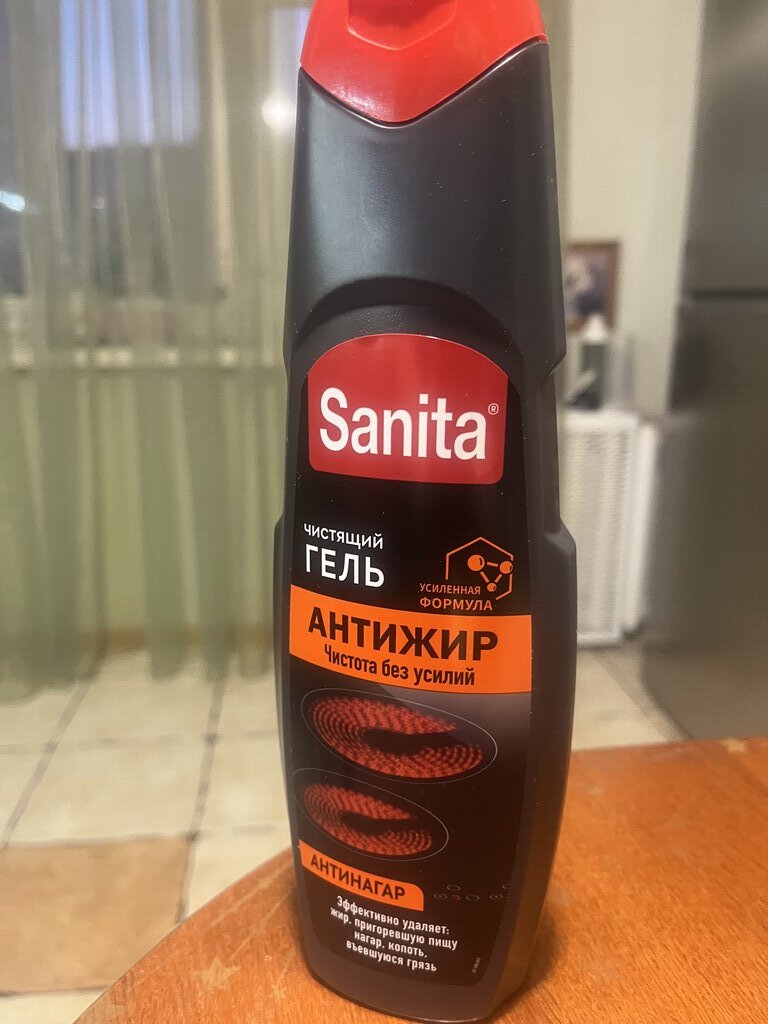 Sanita®
ЧИСТЯЩИЙ
ГЕЛЬ
УСИЛЕННАЯ
ФОРМУЛА
АНТИЖИР
Чистота без усилий
АНТИНАГАР
Эффективно удаляет:
жир, пригоревшую пищу
нагар, копоть,
въевшуюся грязь